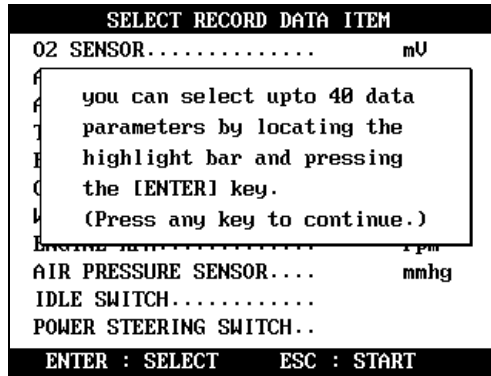 SELECT RECORD DATA ITEM
O2 SENSOR.............. mV
you can select upto 40 data
parameters by locating the
highlight bar and pressing
the [ENTER] key.
(Press any key to continue.)
AIR PRESSURE SENSOR.... mmhg
IDLE SWITCH............
POWER STEERING SWITCH..
ENTER : SELECT ESC : START